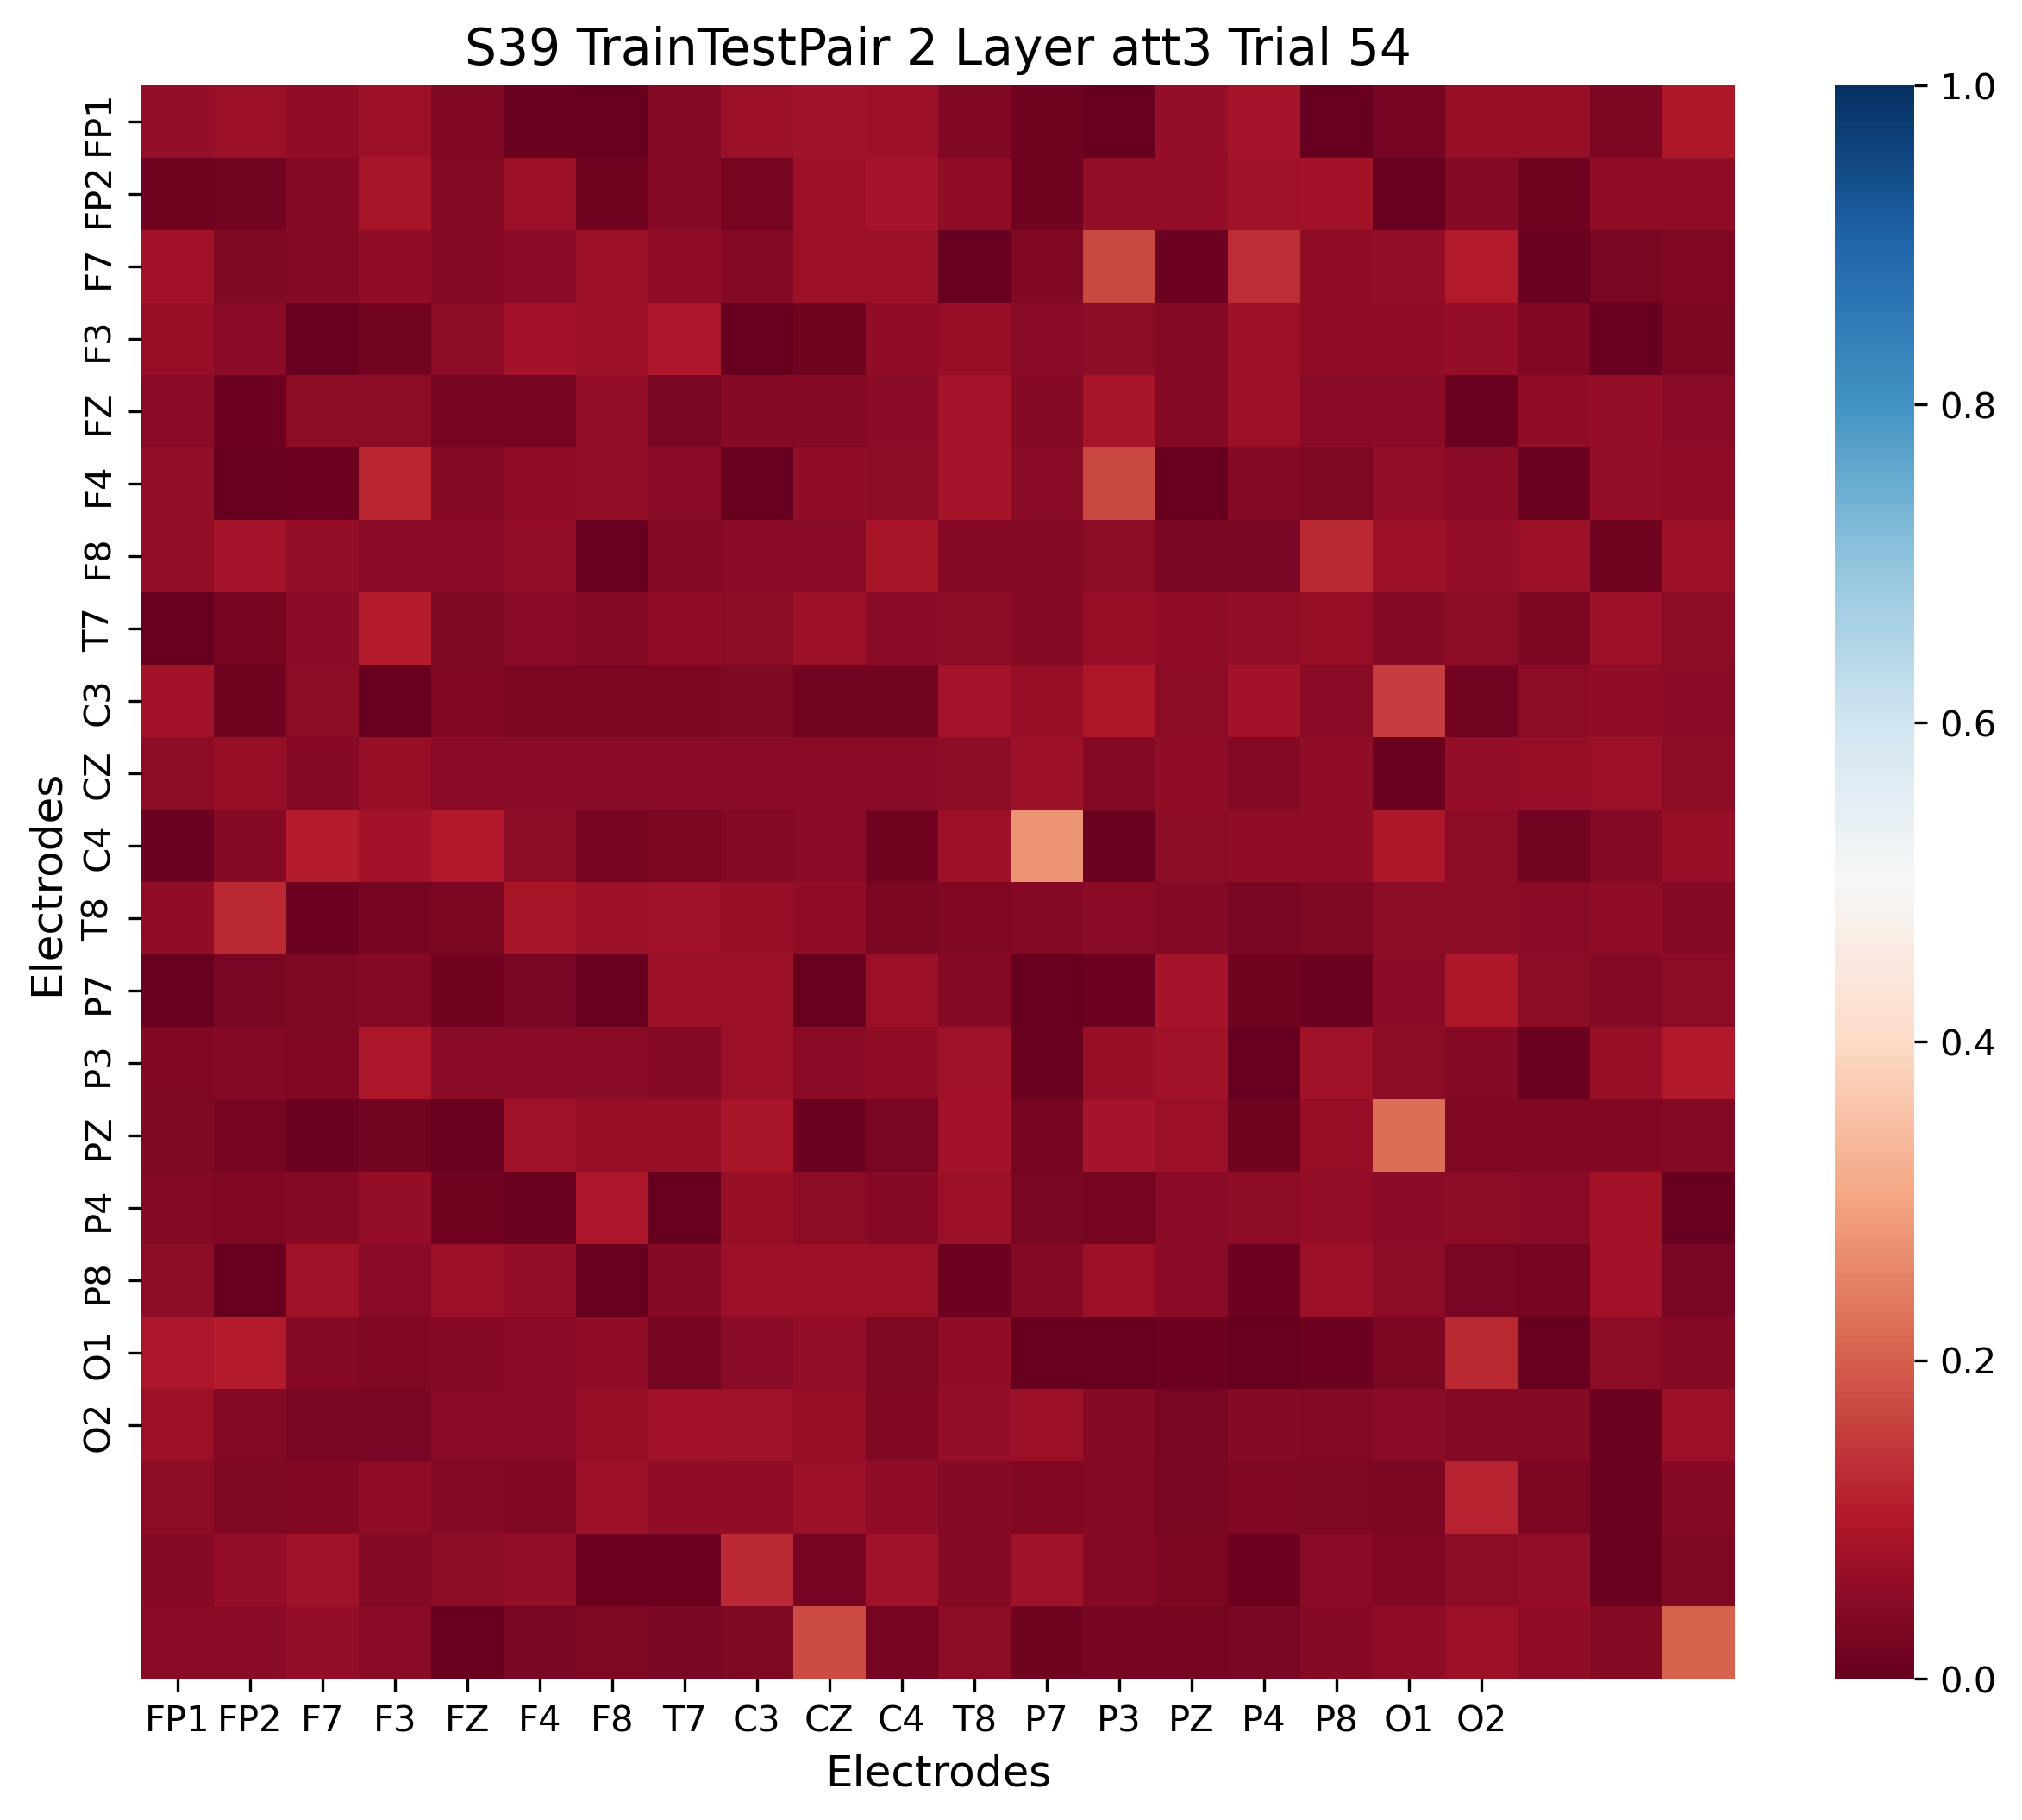 S39 TrainTestPair 2 Layer att3 Trial 54
Electrodes
FP1
FP2
F7
F3
FZ
F4
F8
T7
C3
CZ
C4
T8
P7
P3
PZ
P4
P8
O1
O2
FP1 FP2 F7 F3 FZ F4 F8 T7 C3 CZ C4 T8 P7 P3 PZ P4 P8 O1 O2
Electrodes
1.0
0.8
0.6
0.4
0.2
0.0